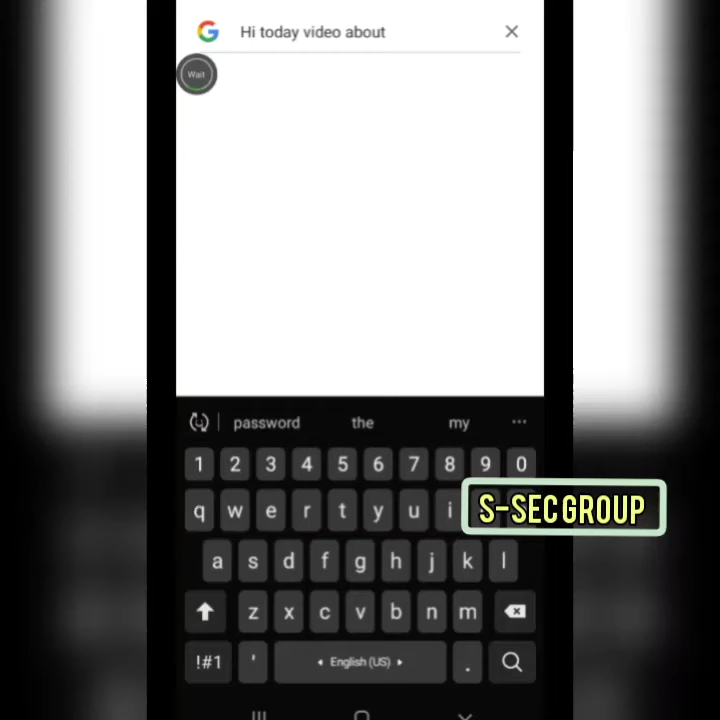 Hi today video about
Wait
password the my ...
1 2 3 4 5 6 7 8 9 0
q w e r t y u i
S-SEC GROUP
a s d f g h j k l
z x c v b n m
!#1 ' English (US) .